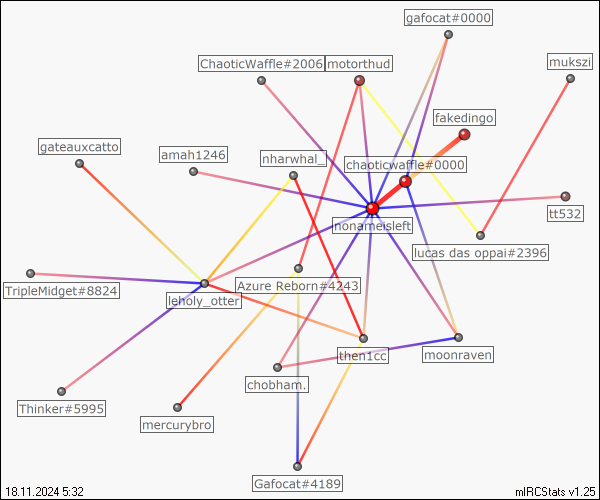 gafocat#0000
ChaoticWaffle#2006
motorthud
mukszi
fakedingo
gateauxcatto
amah1246
nharwhal_
chaoticwaffle#0000
tt532
nonameisleft
lucas das oppai#2396
TripleMidget#8824
leholy_otter
Azure Reborn#4243
then1cc
moonraven
chobham.
Thinker#5995
mercurybro
Gafocat#4189
18.11.2024 5:32
mIRCStats v1.25